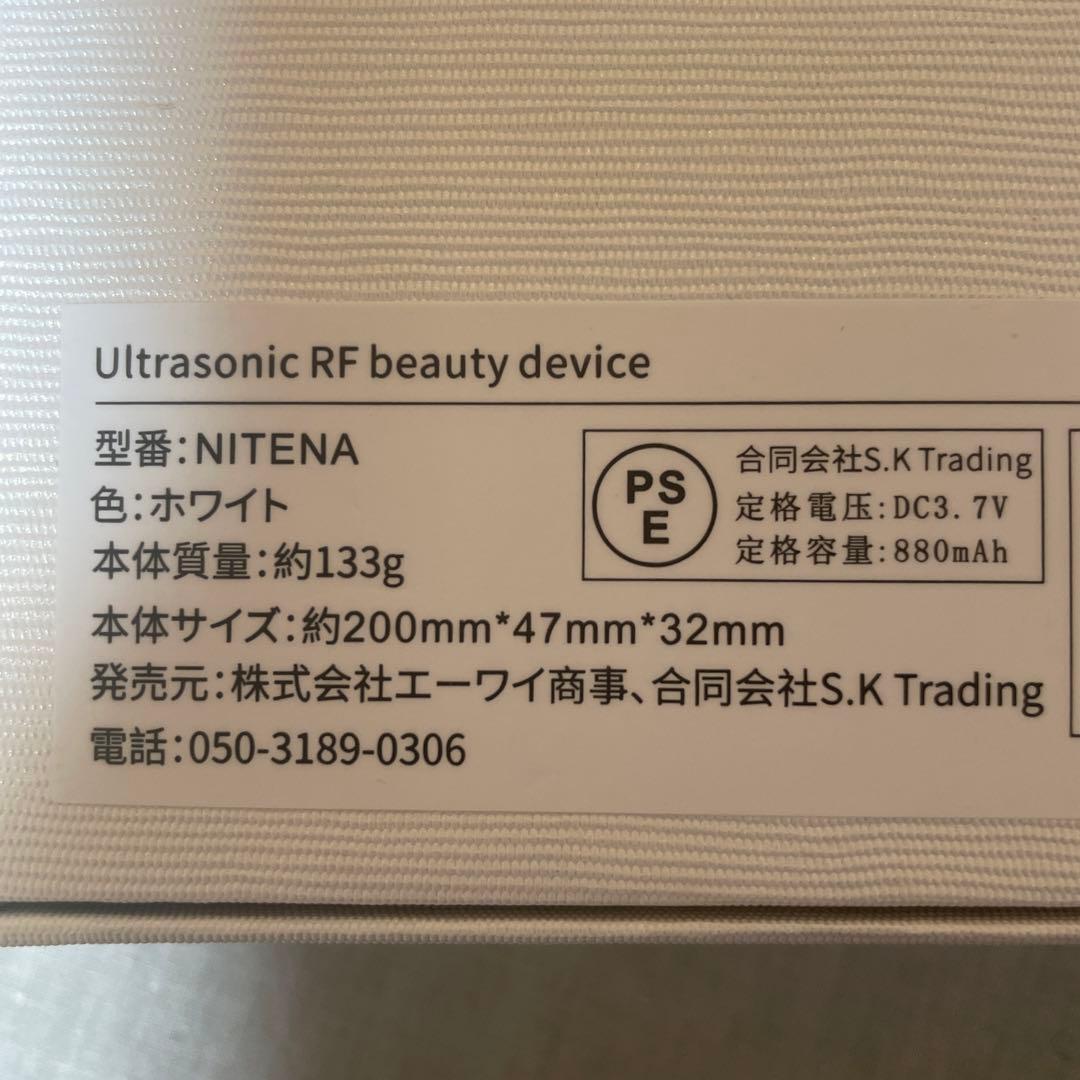 Ultrasonic RF beauty device
型番：NITENA
色：ホワイト
本体質量：約133g
PS
E
合同会社S.K Trading
定格電圧:DC3.7V
定格容量:880mAh
本体サイズ：約200mm*47mm*32mm
発売元：株式会社エーワイ商事、合同会社S.K Trading
電話：050-3189-0306